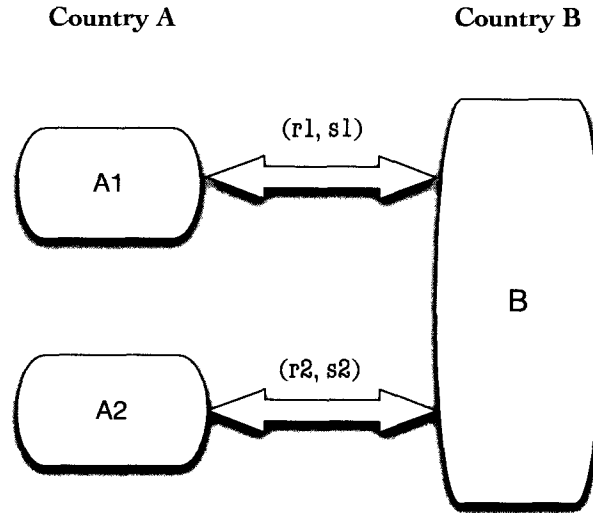 Country A Country B
(r1, s1)
A1
B
(r2, s2)
A2